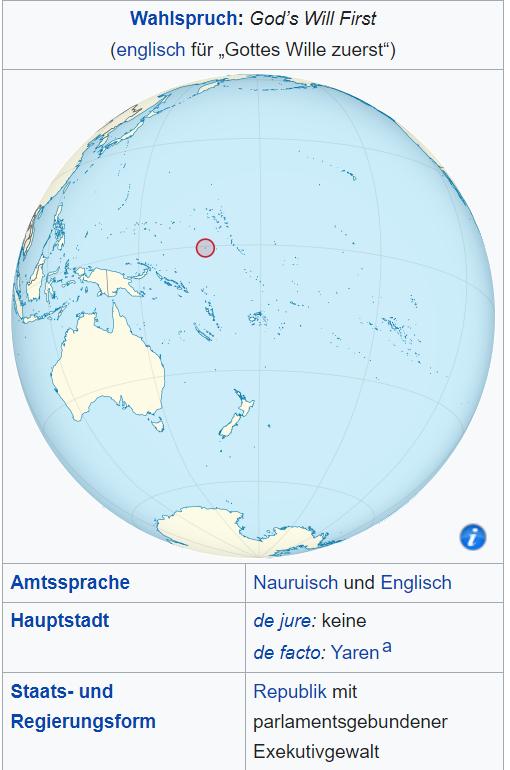 Wahlspruch: God's Will First
(englisch für „Gottes Wille zuerst“)
i
Amtssprache
Nauruisch und Englisch
Hauptstadt
de jure: keine
de facto: Yaren a
Staats- und
Regierungsform
Republik mit
parlamentsgebundener
Exekutivgewalt